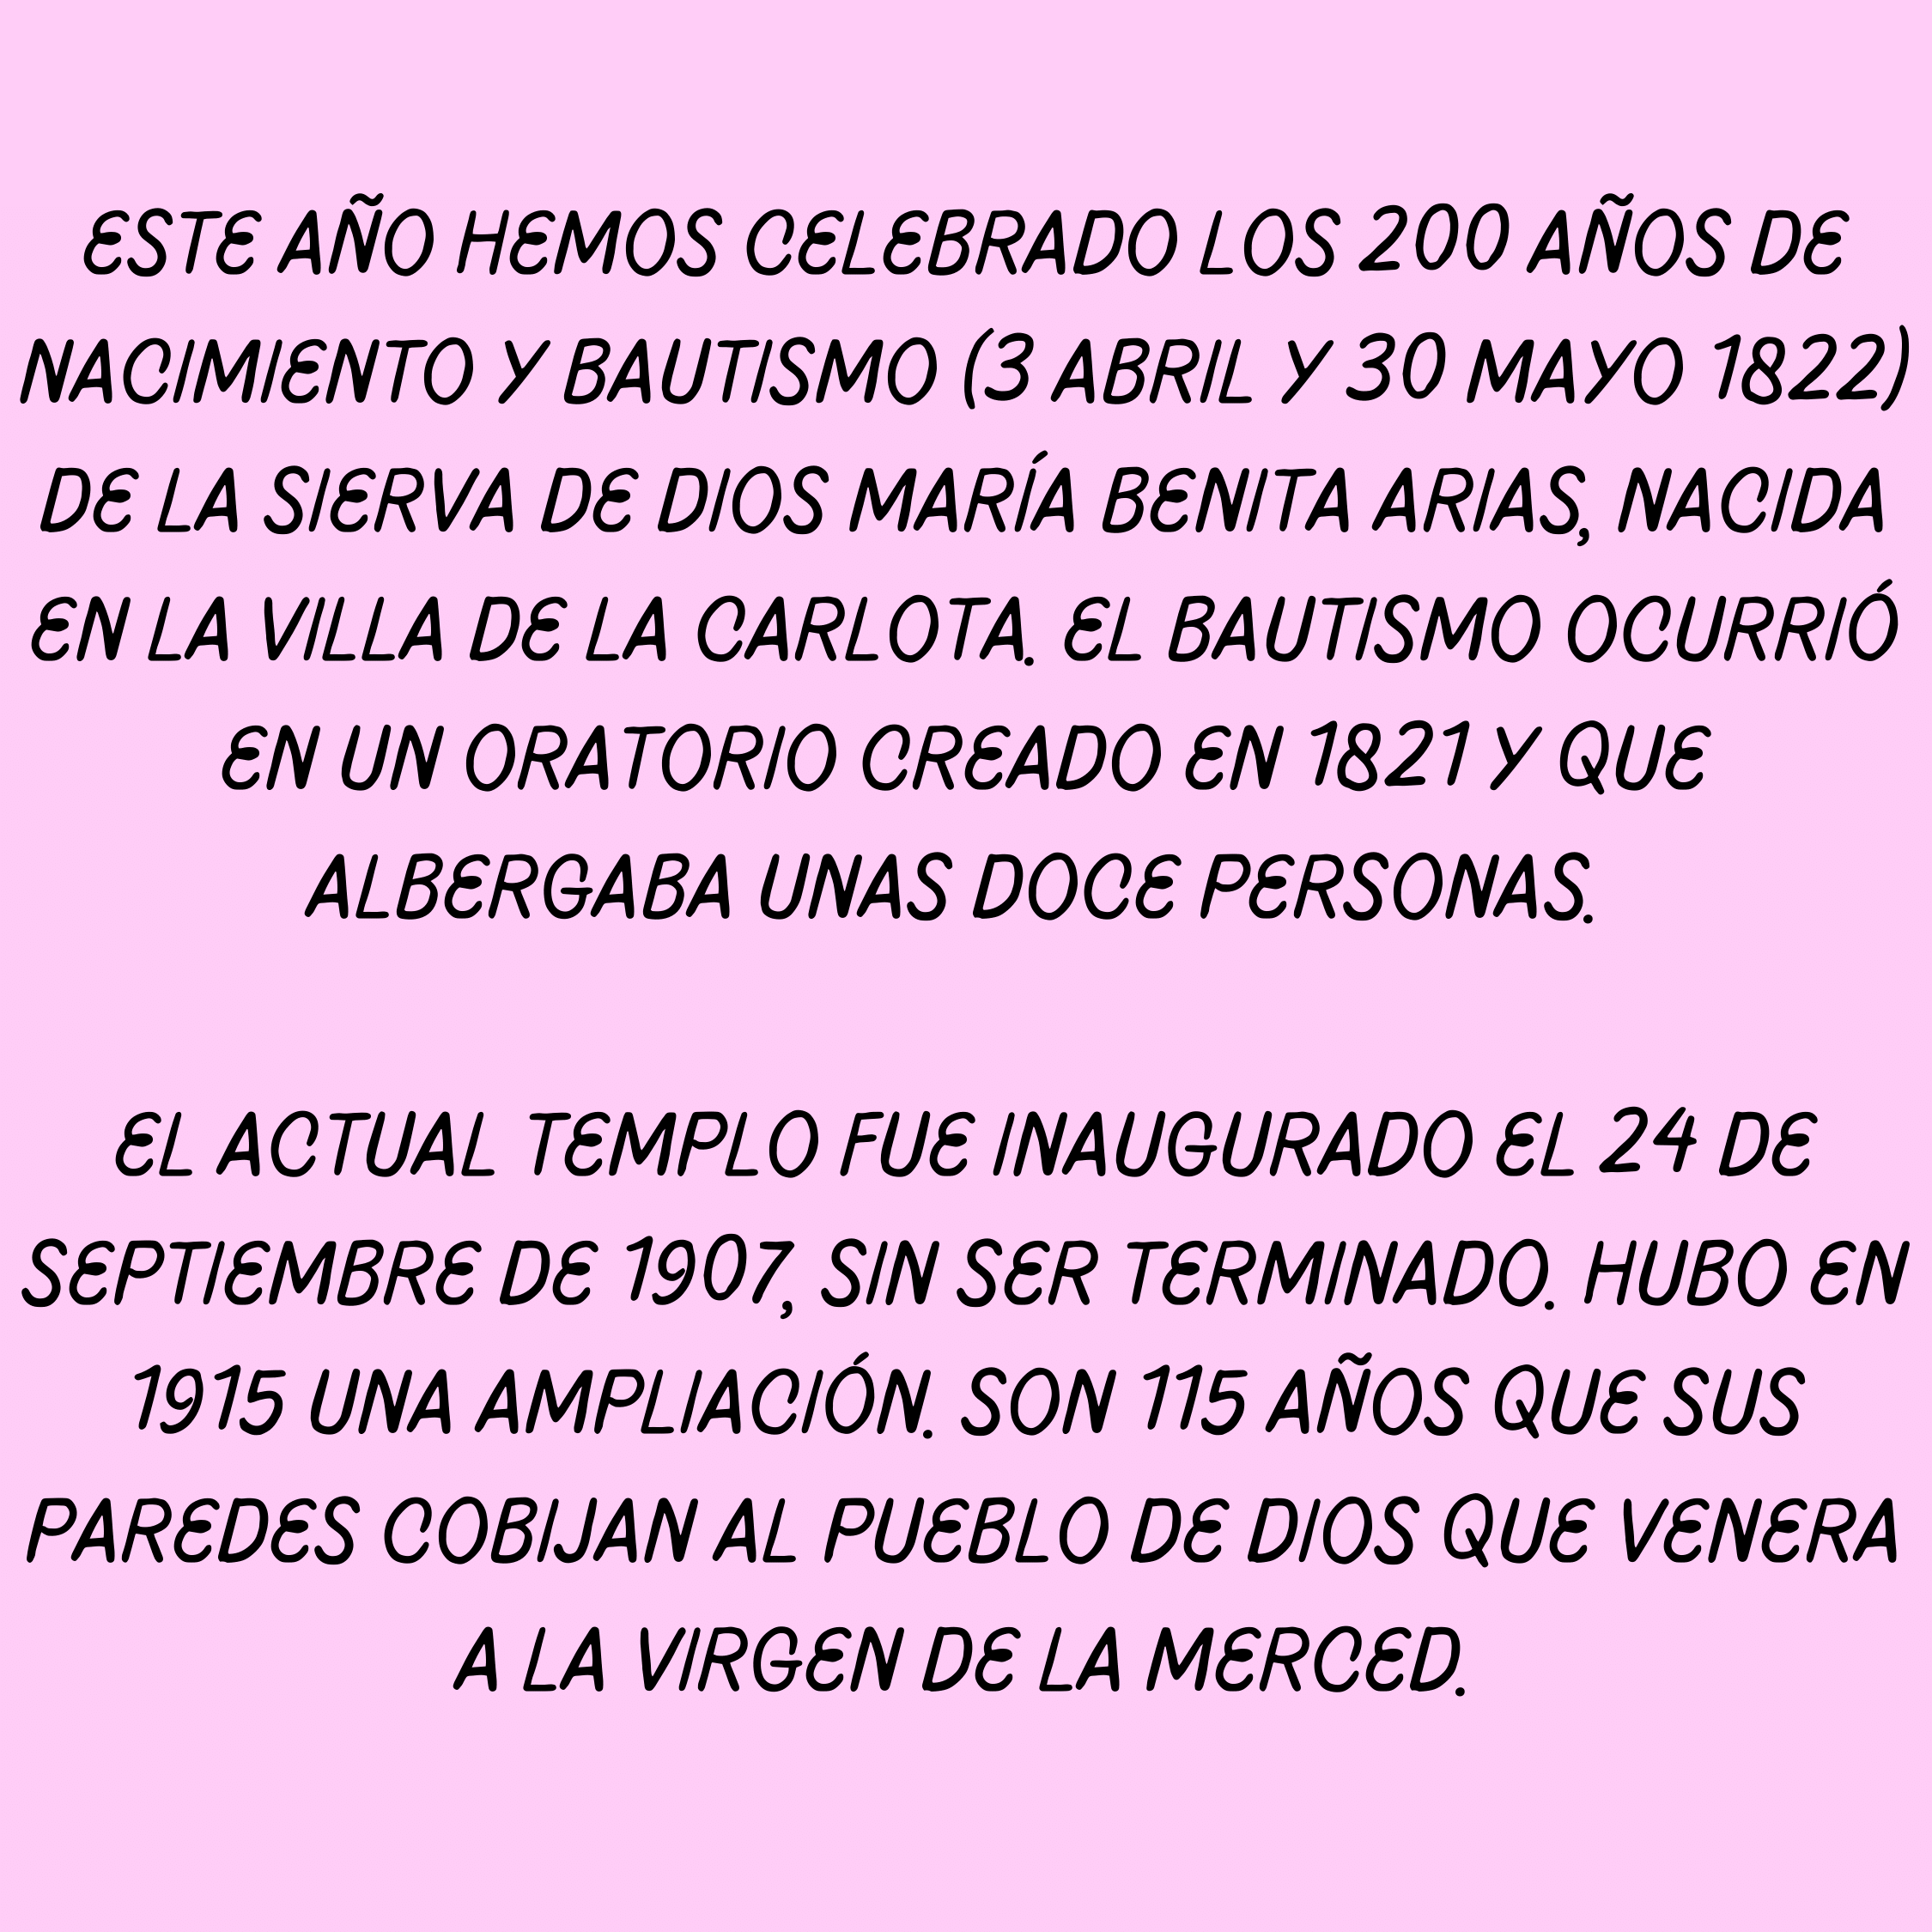 ESTE AÑO HEMOS CELEBRADO LOS 200 AÑOS DE
NACIMIENTO Y BAUTISMO (3 ABRIL Y 30 MAYO 1822)
DE LA SIERVA DE DIOS MARÍA BENITA ARIAS, NACIDA
EN LA VILLA DE LA CARLOTA. EL BAUTISMO OCURRIÓ
EN UN ORATORIO CREADO EN 1821 Y QUE
ALBERGABA UNAS DOCE PERSONAS.
EL ACTUAL TEMPLO FUE INAUGURADO EL 24 DE
SEPTIEMBRE DE 1907, SIN SER TERMINADO. HUBO EN
1915 UNA AMPLIACIÓN. SON 115 AÑOS QUE SUS
PAREDES COBIJAN AL PUEBLO DE DIOS QUE VENERA
A LA VIRGEN DE LA MERCED.